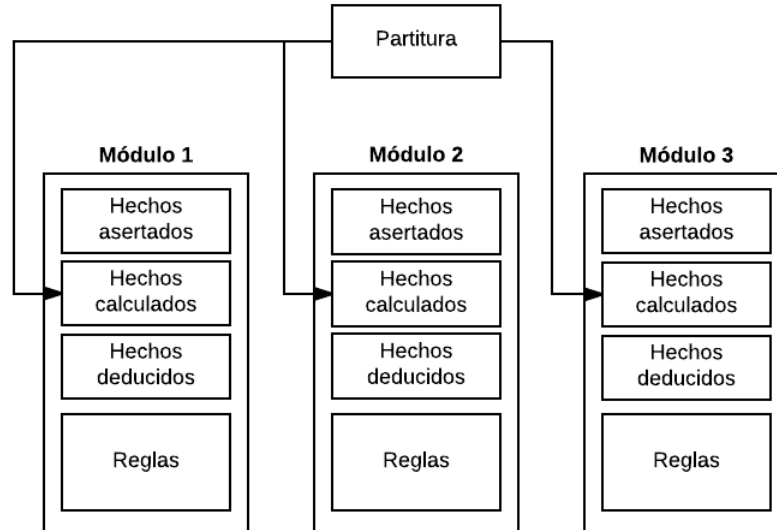 Partitura
Módulo 1
Módulo 2
Módulo 3
Hechos
asertados
Hechos
calculados
Hechos
deducidos
Reglas
Hechos
asertados
Hechos
calculados
Hechos
deducidos
Reglas
Hechos
asertados
Hechos
calculados
Hechos
deducidos
Reglas